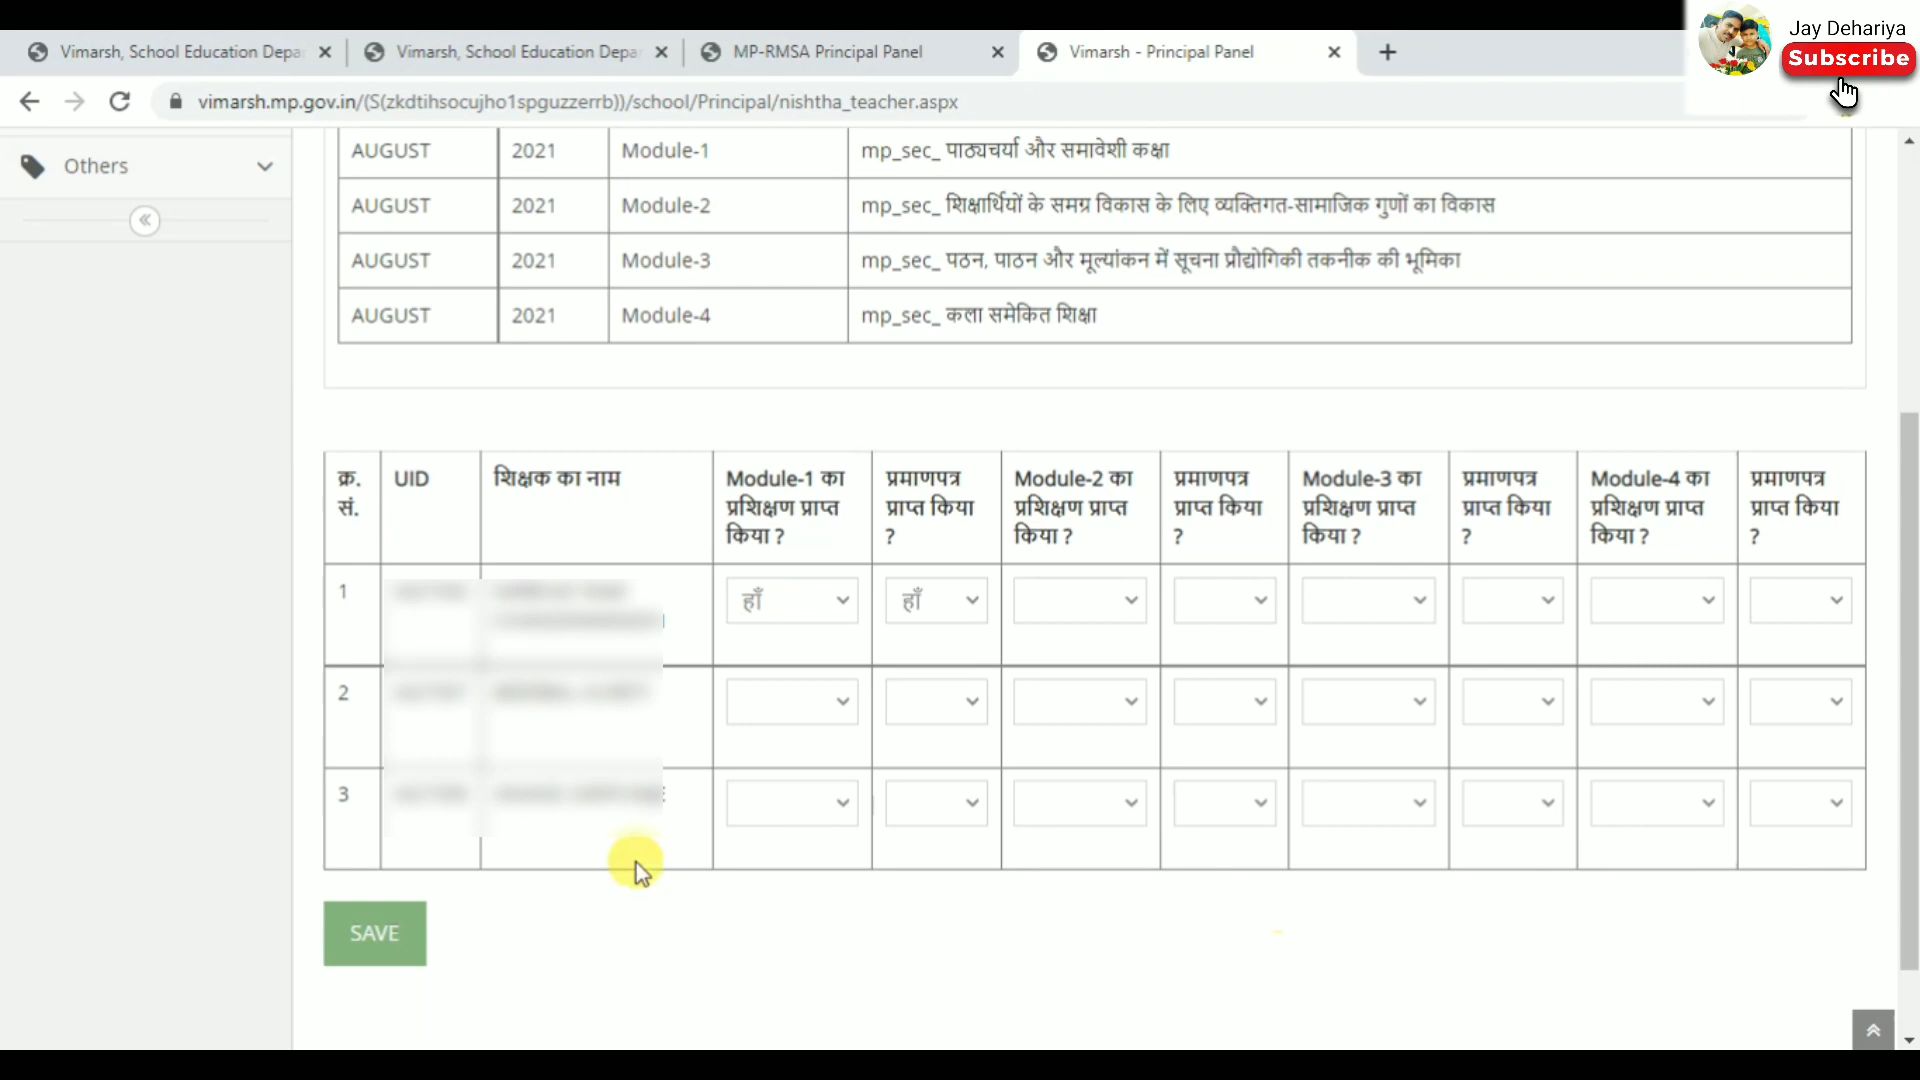 Jay Dehariya
Subscribe
Vimarsh, School Education Depar
Vimarsh, School Education Depar
MP-RMSA Principal Panel
Vimarsh - Principal Panel
vimarsh.mp.gov.in/(S(zkdtihsocujho1spguzzerrb))/school/Principal/nishtha_teacher.aspx
Others
AUGUST 2021 Module-1 mp_sec_ पाठ्यचर्या और समावेशी कक्षा
AUGUST 2021 Module-2 mp_sec_ शिक्षार्थियों के समग्र विकास के लिए व्यक्तिगत-सामाजिक गुणों का विकास
AUGUST 2021 Module-3 mp_sec_ पठन, पाठन और मूल्यांकन में सूचना प्रौद्योगिकी तकनीक की भूमिका
AUGUST 2021 Module-4 mp_sec_ कला समेकित शिक्षा
क्र. UID शिक्षक का नाम Module-1 का प्रमाणपत्र Module-2 का प्रमाणपत्र Module-3 का प्रमाणपत्र Module-4 का प्रमाणपत्र
सं. प्रशिक्षण प्राप्त प्राप्त किया प्रशिक्षण प्राप्त प्राप्त किया प्रशिक्षण प्राप्त प्राप्त किया प्रशिक्षण प्राप्त प्राप्त किया
किया ? ? किया ? ? किया ? ? किया ? ?
1 हाँ हाँ
2
3
SAVE